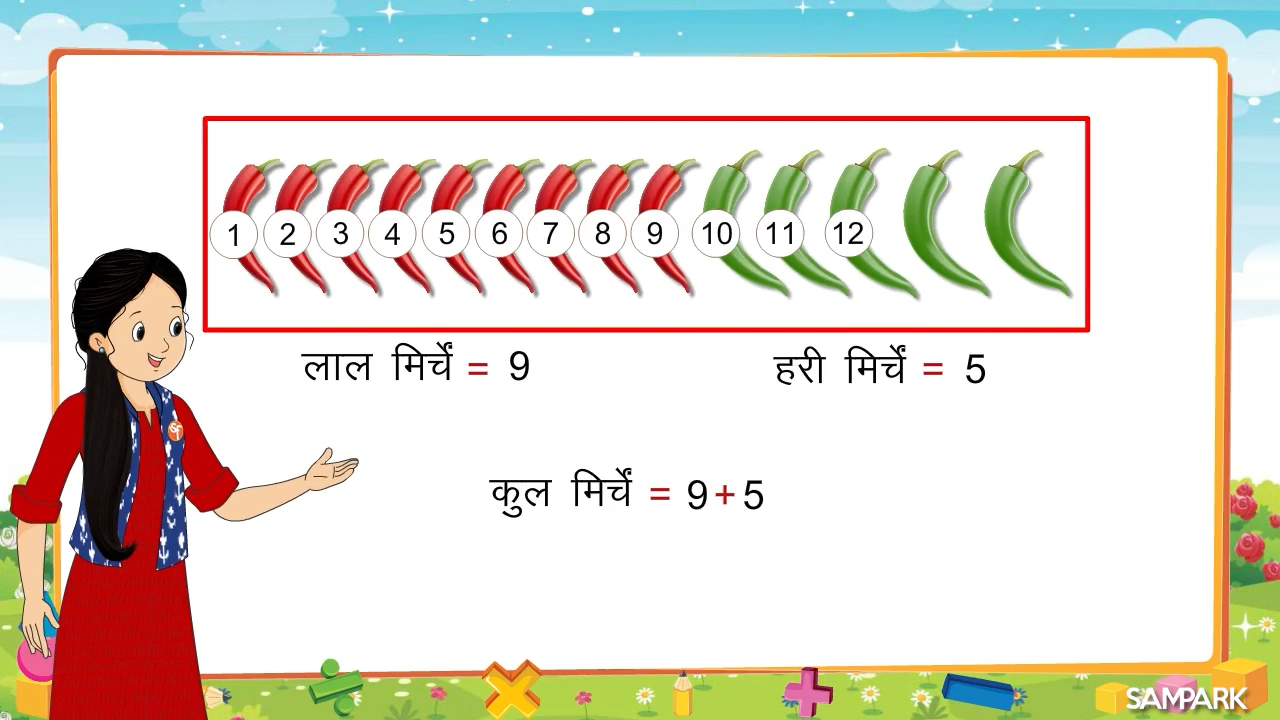 1 2 3 4 5 6 7 8 9 10 11 12
लाल मिर्चें = 9 हरी मिर्चें = 5
कुल मिर्चें = 9 + 5
SAMPARK